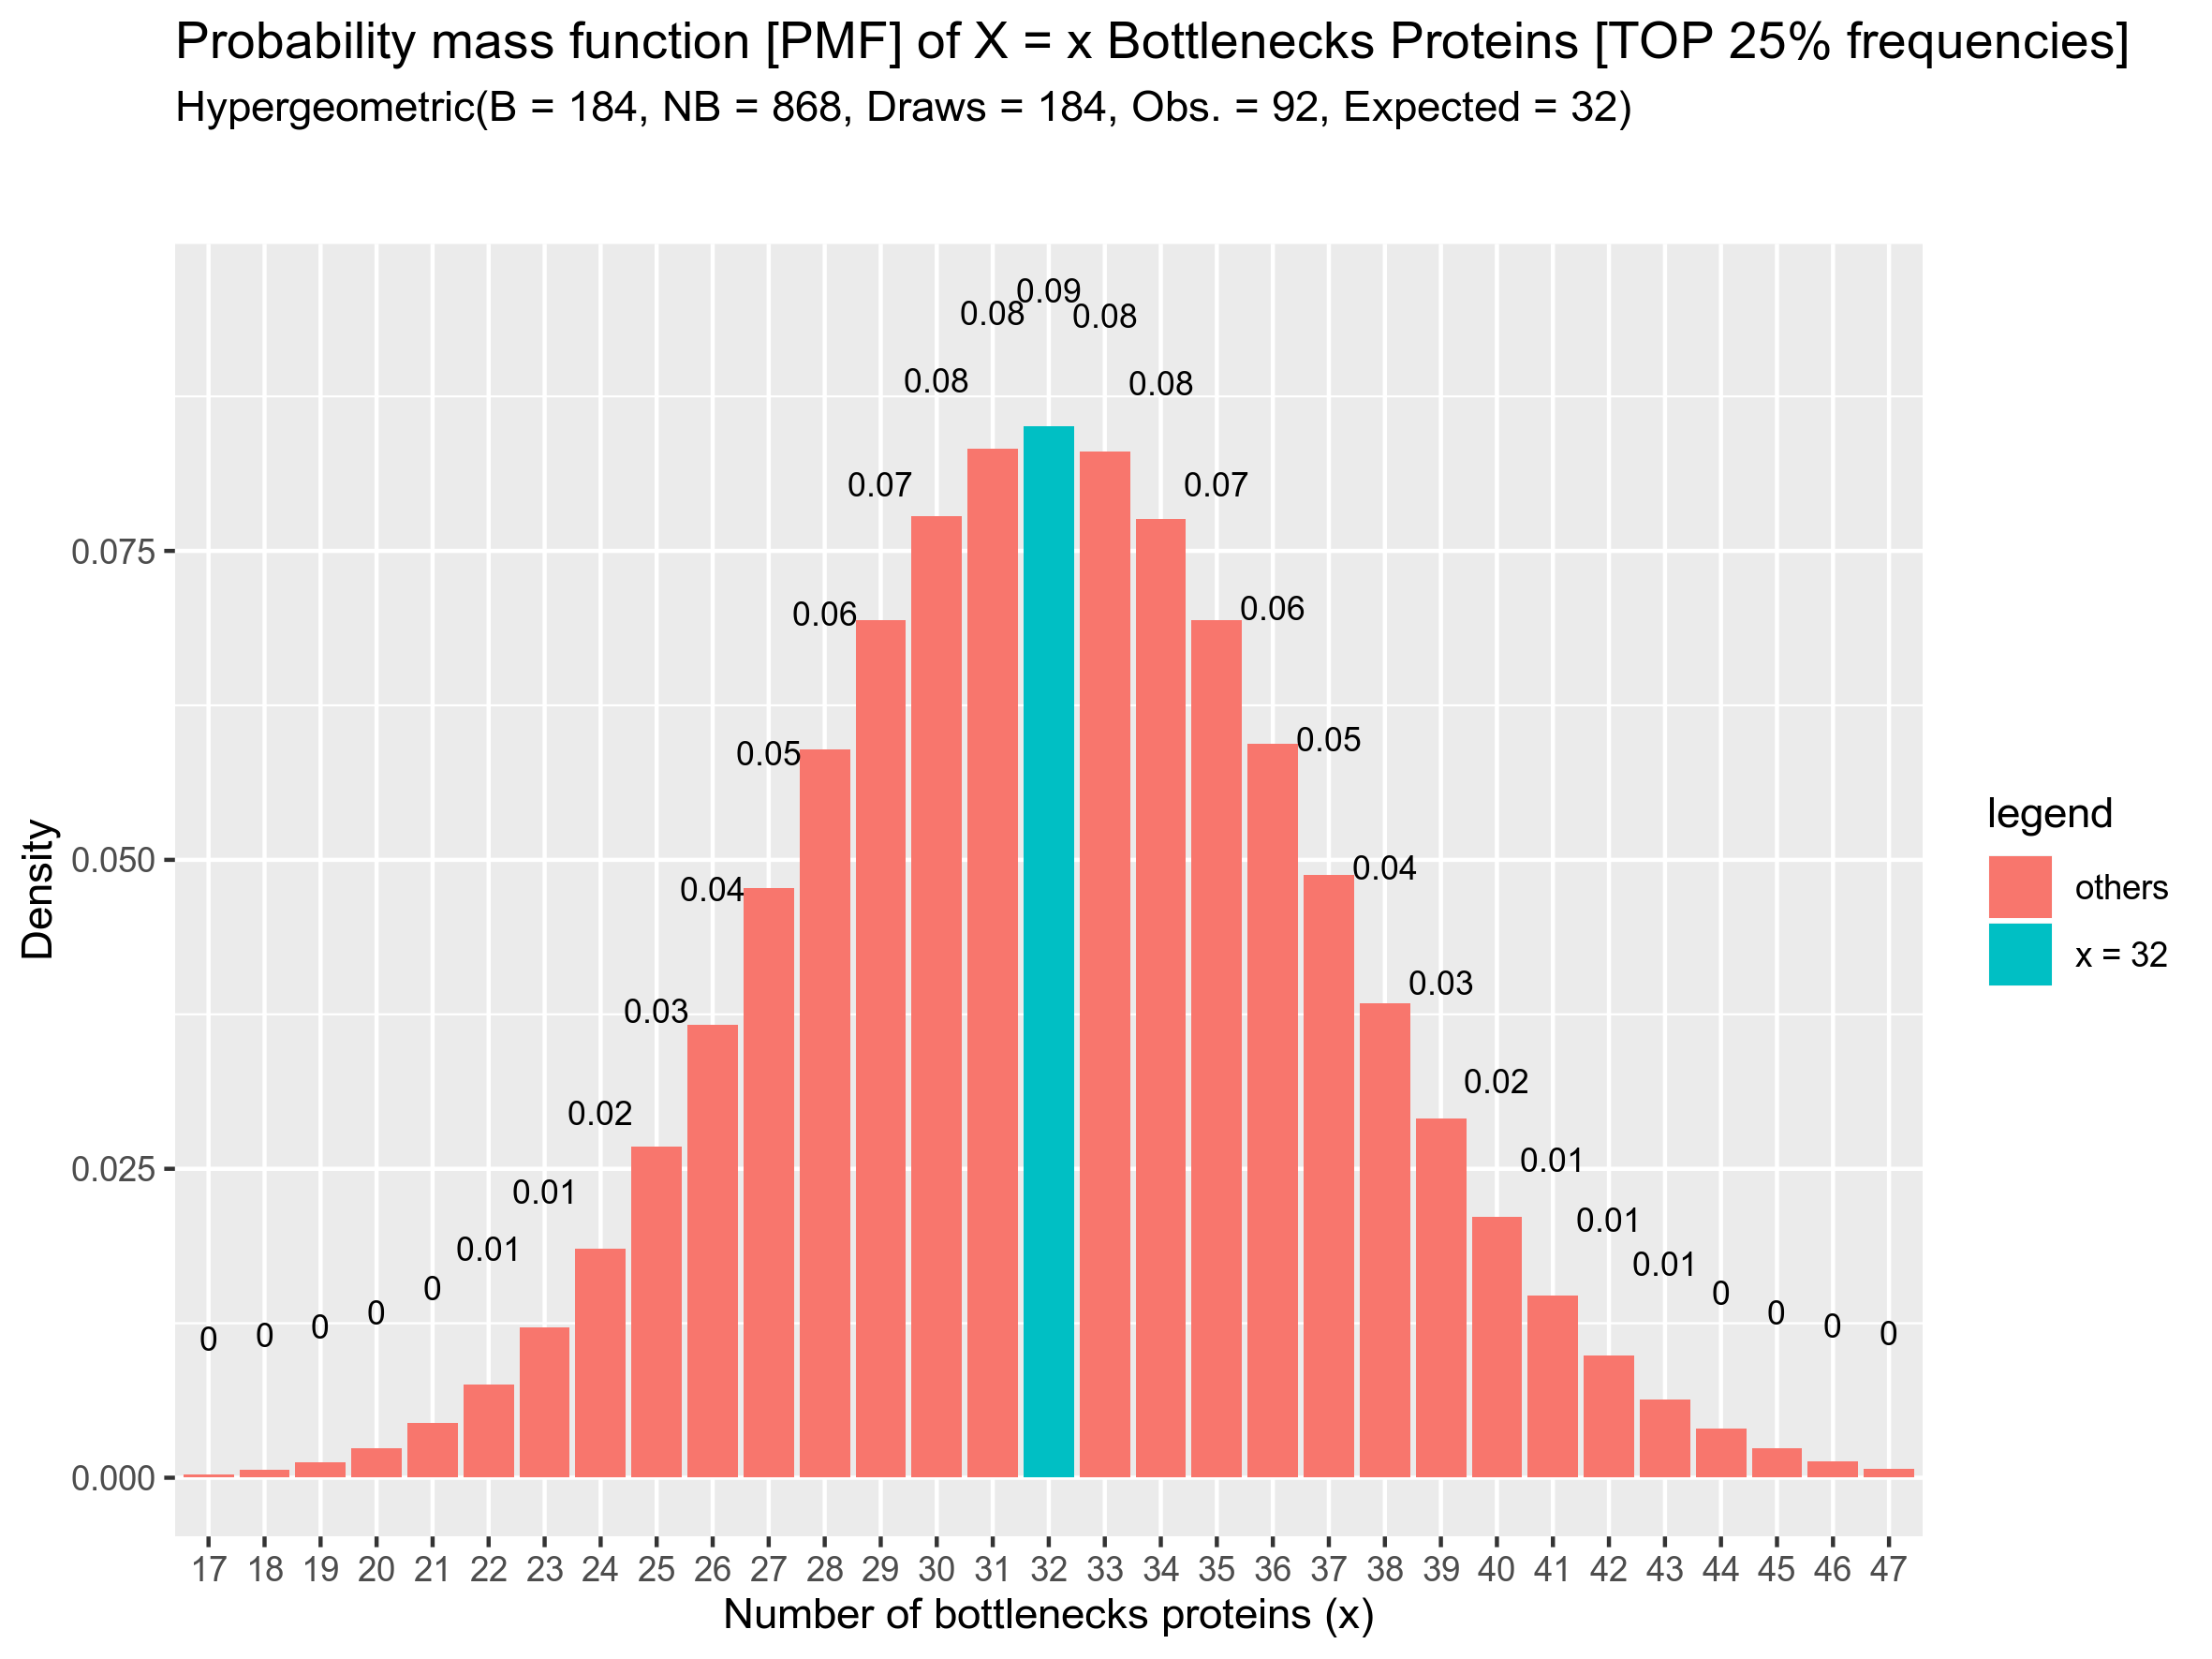 Probability mass function [PMF] of X = x Bottlenecks Proteins [TOP 25% frequencies]
Hypergeometric(B = 184, NB = 868, Draws = 184, Obs. = 92, Expected = 32)
0 0 0 0 0 0.01 0.01 0.02 0.03 0.04 0.05 0.06 0.07 0.08 0.08 0.09 0.08 0.08 0.07 0.06 0.05 0.04 0.03 0.02 0.01 0.01 0.01 0 0 0 0
0.075
0.050
0.025
0.000
Density
17 18 19 20 21 22 23 24 25 26 27 28 29 30 31 32 33 34 35 36 37 38 39 40 41 42 43 44 45 46 47
Number of bottlenecks proteins (x)
legend
others
x = 32